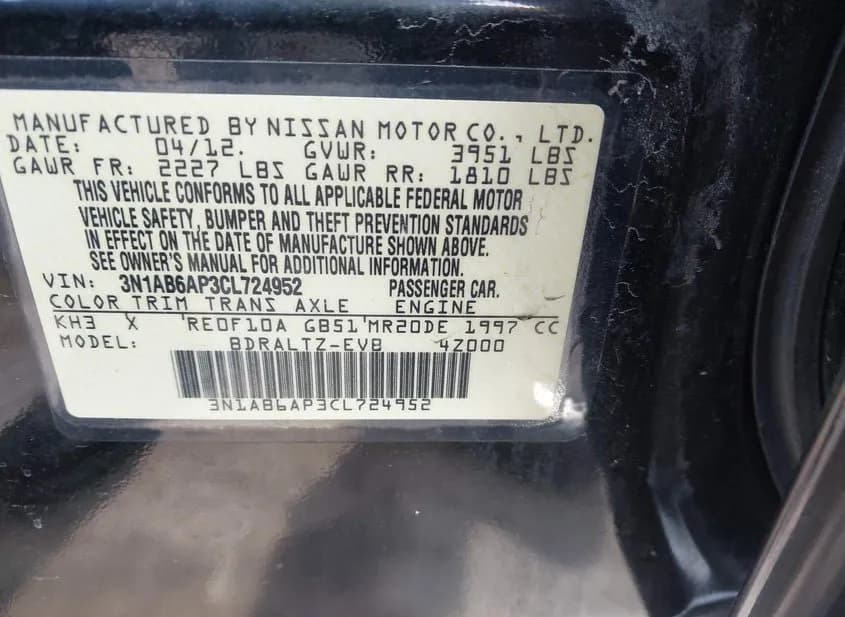 MANUFACTURED BY NISSAN MOTOR CO., LTD.
DATE: 04/12. GVWR: 3951 LBS
GAWR FR: 2227 LBS GAWR RR: 1810 LBS
THIS VEHICLE CONFORMS TO ALL APPLICABLE FEDERAL MOTOR
VEHICLE SAFETY, BUMPER AND THEFT PREVENTION STANDARDS
IN EFFECT ON THE DATE OF MANUFACTURE SHOWN ABOVE.
SEE OWNER'S MANUAL FOR ADDITIONAL INFORMATION.
VIN: 3N1AB6AP3CL724952 PASSENGER CAR.
COLOR TRIM TRANS AXLE ENGINE
KH3 X 'RE0F10A GB51'MR20DE 1997 CC
MODEL: BDRALTZ-EVB 4Z000
3N1AB6AP3CL724952